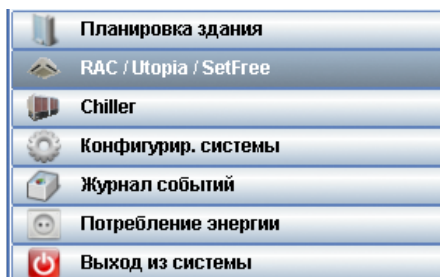 Планировка здания
RAC / Utopia / SetFree
Chiller
Конфигурир. системы
Журнал событий
Потребление энергии
Выход из системы